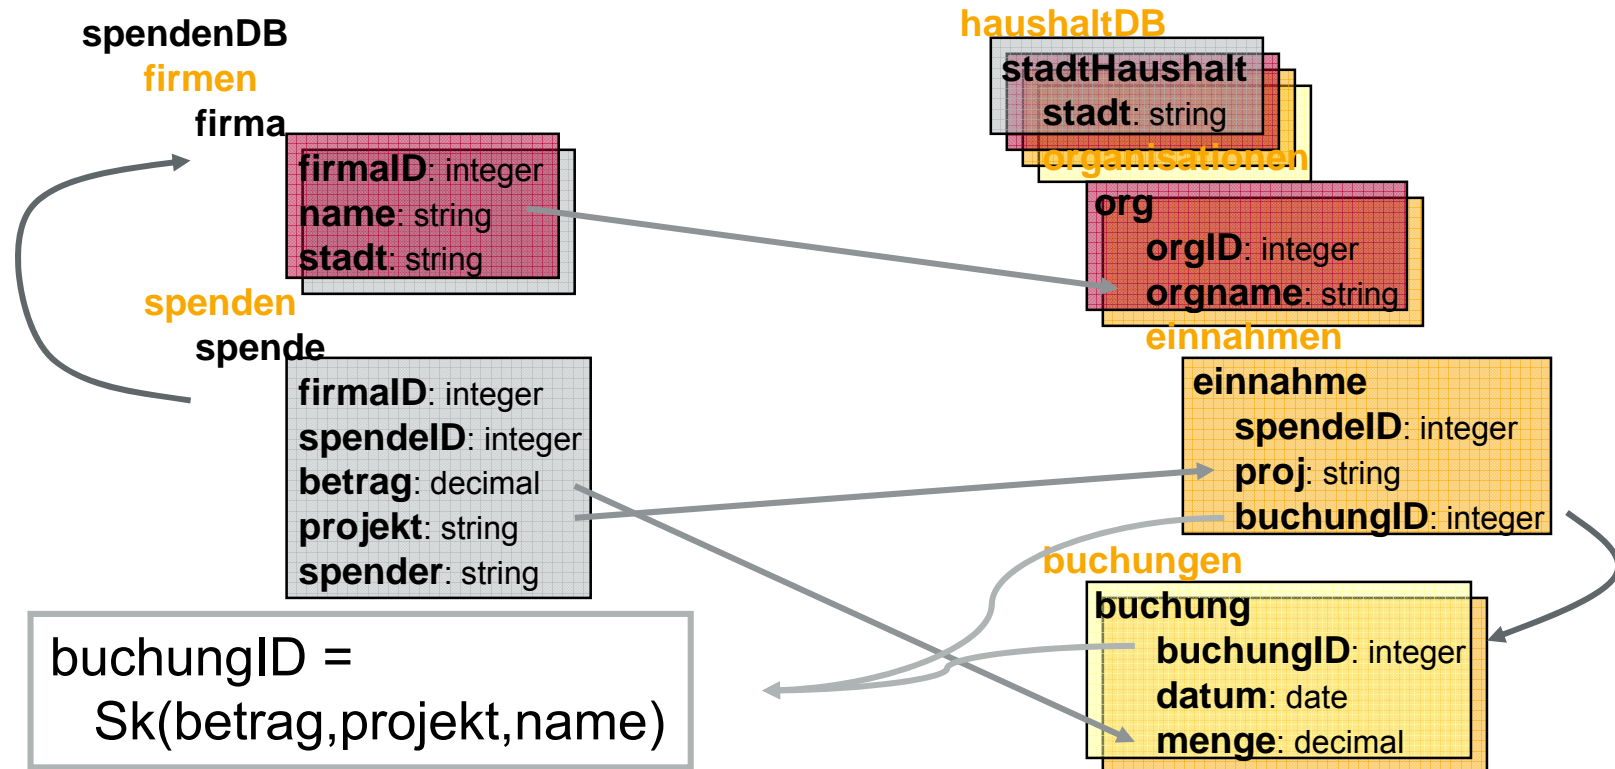 spendenDB
firmen
firma
firmaID: integer
name: string
stadt: string
spenden
spende
firmaID: integer
spendeID: integer
betrag: decimal
projekt: string
spender: string
buchungID =
Sk(betrag,projekt,name)
haushaltDB
stadtHaushalt
stadt: string
organisationen
org
orgID: integer
orgname: string
einnahmen
einnahme
spendeID: integer
proj: string
buchungID: integer
buchungen
buchung
buchungID: integer
datum: date
menge: decimal